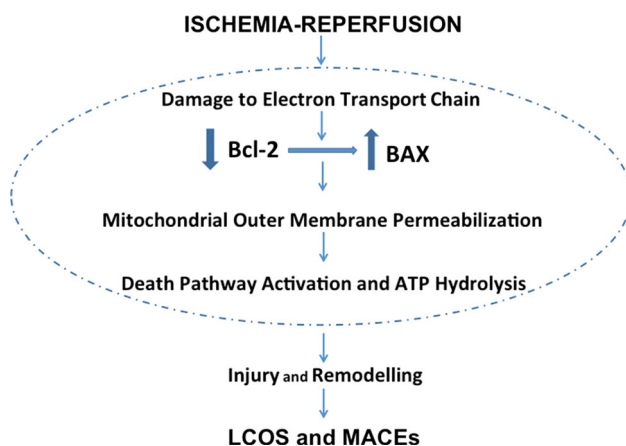 ISCHEMIA-REPERFUSION
Damage to Electron Transport Chain
Bcl-2 BAX
Mitochondrial Outer Membrane Permeabilization
Death Pathway Activation and ATP Hydrolysis
Injury and Remodelling
LCOS and MACEs